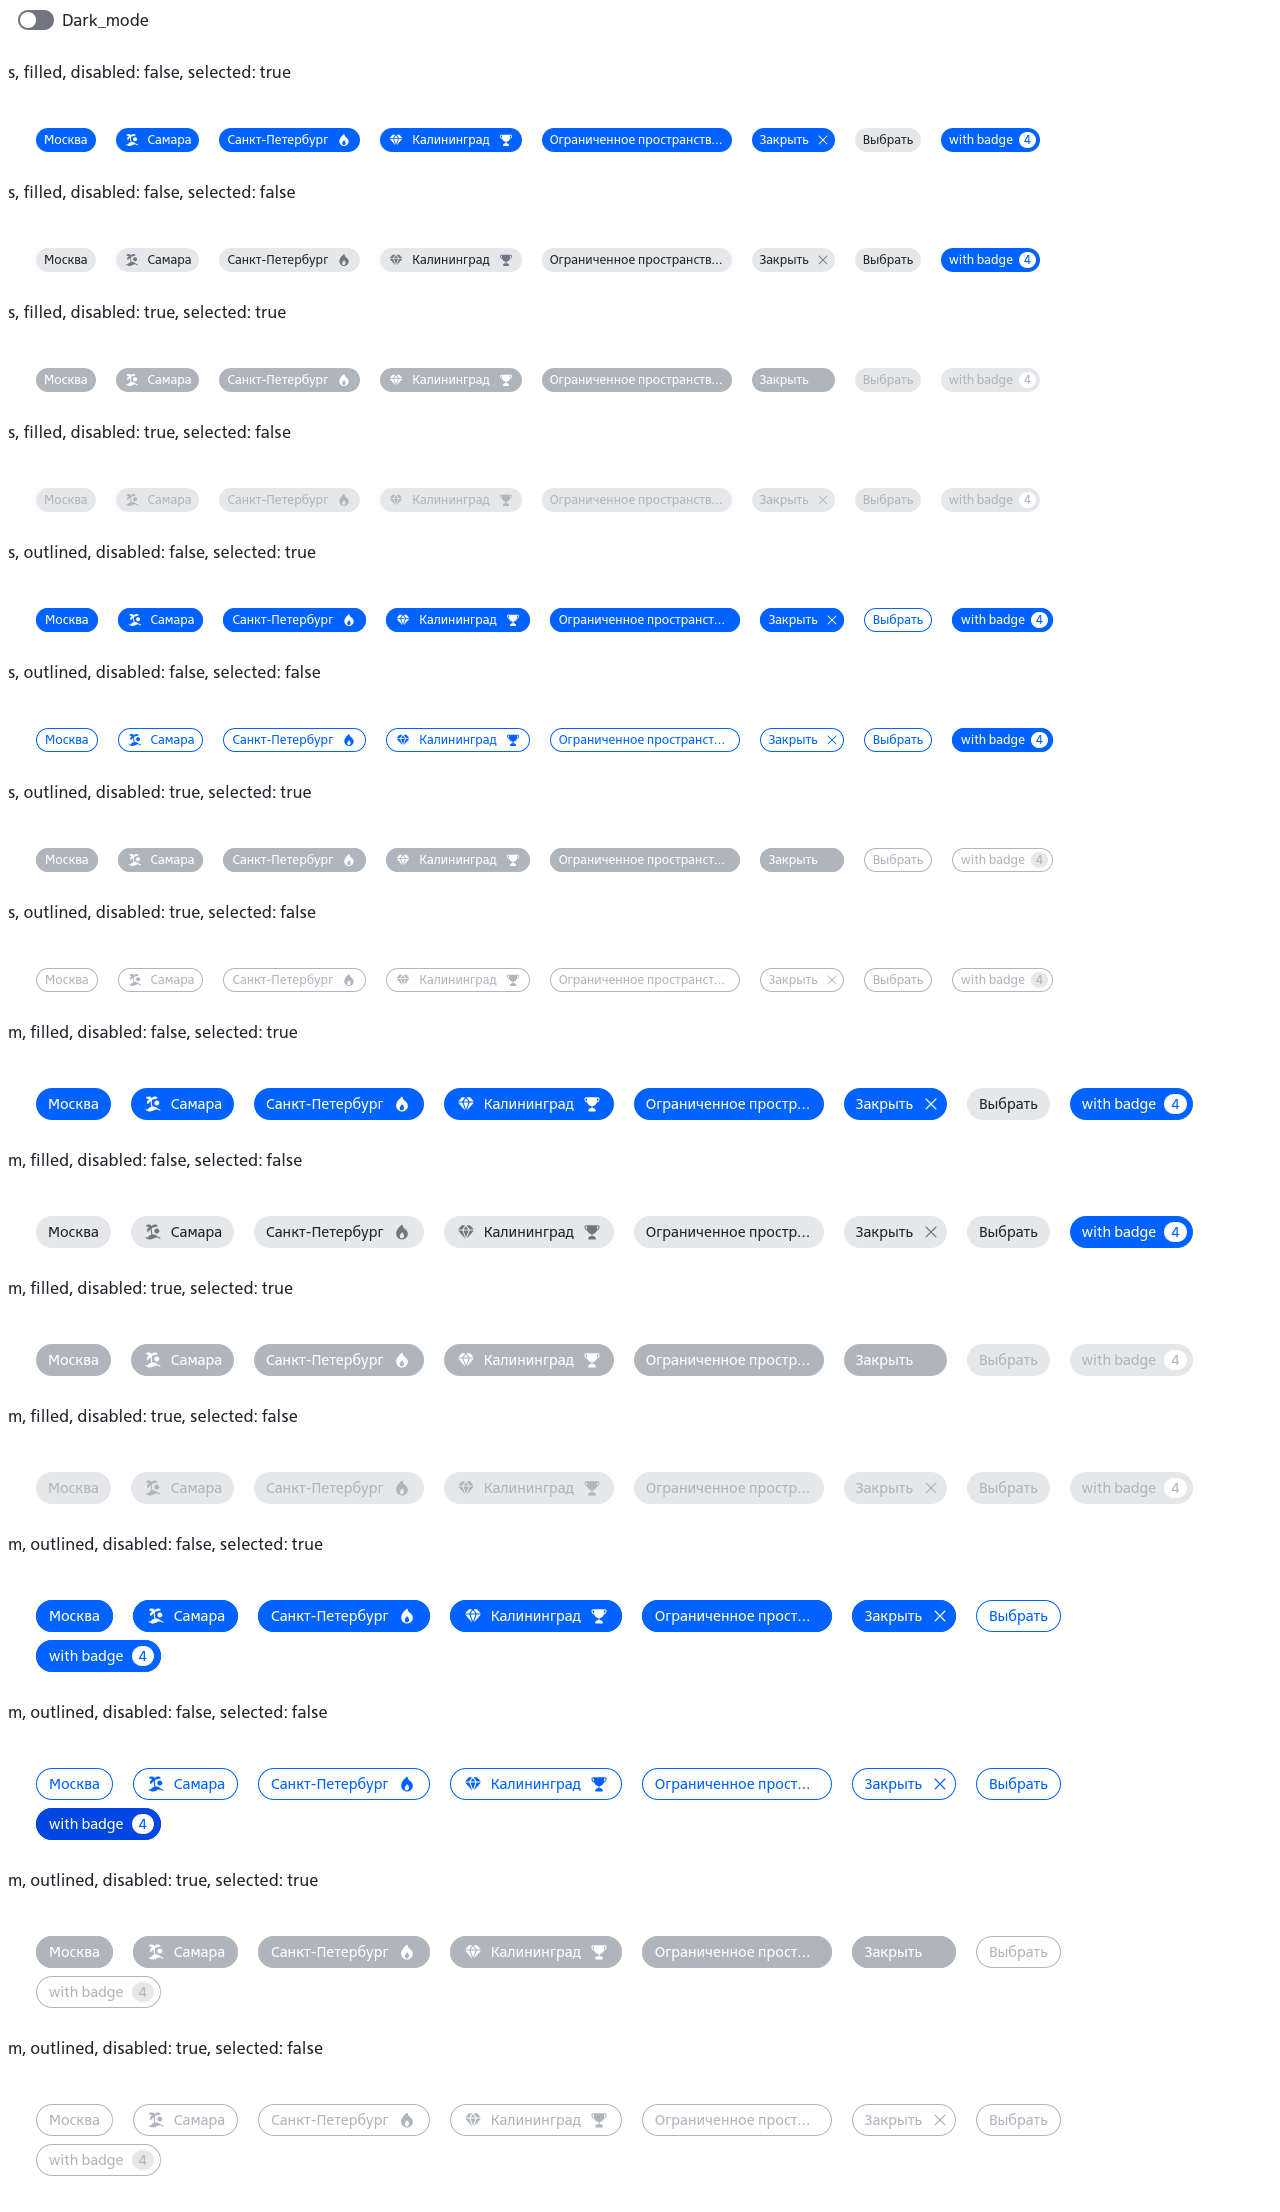 Dark_mode
s, filled, disabled: false, selected: true
Москва Самара Санкт-Петербург Калининград Ограниченное пространств... Закрыть Выбрать with badge 4
s, filled, disabled: false, selected: false
Москва Самара Санкт-Петербург Калининград Ограниченное пространств... Закрыть Выбрать with badge 4
s, filled, disabled: true, selected: true
Москва Самара Санкт-Петербург Калининград Ограниченное пространств... Закрыть Выбрать with badge 4
s, filled, disabled: true, selected: false
Москва Самара Санкт-Петербург Калининград Ограниченное пространств... Закрыть Выбрать with badge 4
s, outlined, disabled: false, selected: true
Москва Самара Санкт-Петербург Калининград Ограниченное пространст... Закрыть Выбрать with badge 4
s, outlined, disabled: false, selected: false
Москва Самара Санкт-Петербург Калининград Ограниченное пространст... Закрыть Выбрать with badge 4
s, outlined, disabled: true, selected: true
Москва Самара Санкт-Петербург Калининград Ограниченное пространст... Закрыть Выбрать with badge 4
s, outlined, disabled: true, selected: false
Москва Самара Санкт-Петербург Калининград Ограниченное пространст... Закрыть Выбрать with badge 4
m, filled, disabled: false, selected: true
Москва Самара Санкт-Петербург Калининград Ограниченное простр... Закрыть Выбрать with badge 4
m, filled, disabled: false, selected: false
Москва Самара Санкт-Петербург Калининград Ограниченное простр... Закрыть Выбрать with badge 4
m, filled, disabled: true, selected: true
Москва Самара Санкт-Петербург Калининград Ограниченное простр... Закрыть Выбрать with badge 4
m, filled, disabled: true, selected: false
Москва Самара Санкт-Петербург Калининград Ограниченное простр... Закрыть Выбрать with badge 4
m, outlined, disabled: false, selected: true
Москва Самара Санкт-Петербург Калининград Ограниченное прост... Закрыть Выбрать
with badge 4
m, outlined, disabled: false, selected: false
Москва Самара Санкт-Петербург Калининград Ограниченное прост... Закрыть Выбрать
with badge 4
m, outlined, disabled: true, selected: true
Москва Самара Санкт-Петербург Калининград Ограниченное прост... Закрыть Выбрать
with badge 4
m, outlined, disabled: true, selected: false
Москва Самара Санкт-Петербург Калининград Ограниченное прост... Закрыть Выбрать
with badge 4